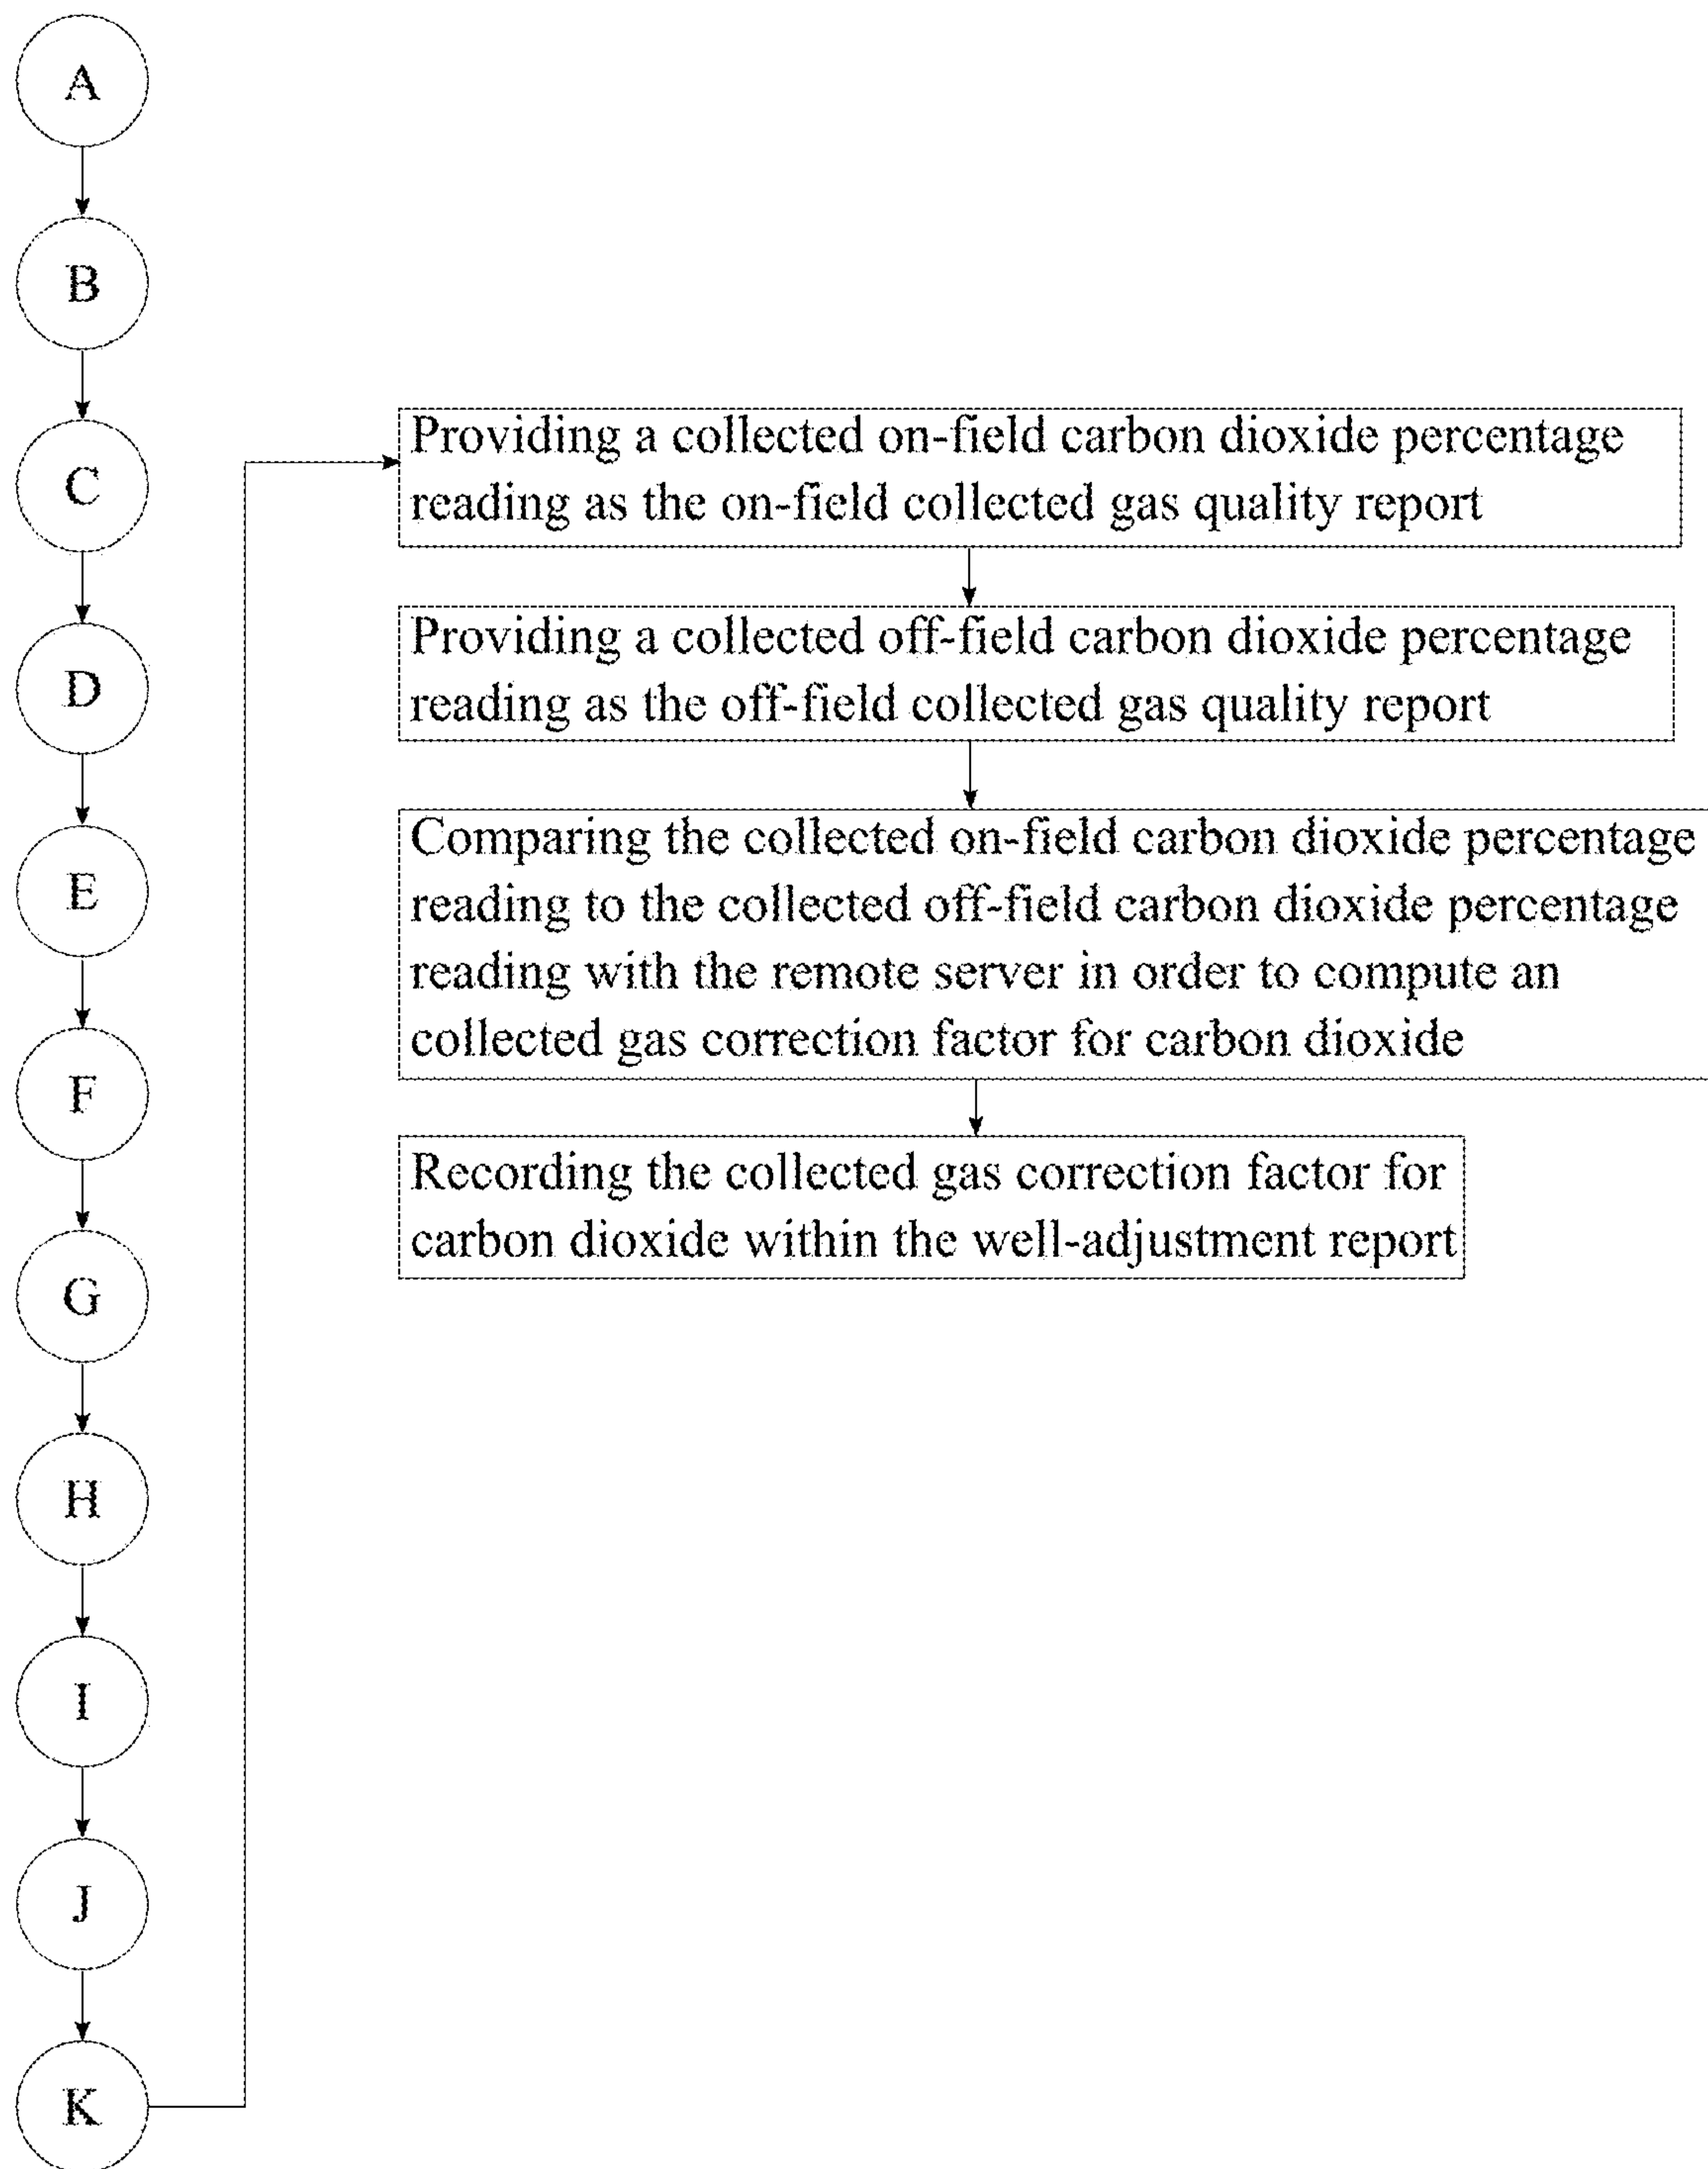 A
B
C
D
E
F
G
H
I
J
K
Providing a collected on-field carbon dioxide percentage
reading as the on-field collected gas quality report
Providing a collected off-field carbon dioxide percentage
reading as the off-field collected gas quality report
Comparing the collected on-field carbon dioxide percentage
reading to the collected off-field carbon dioxide percentage
reading with the remote server in order to compute an
collected gas correction factor for carbon dioxide
Recording the collected gas correction factor for
carbon dioxide within the well-adjustment report